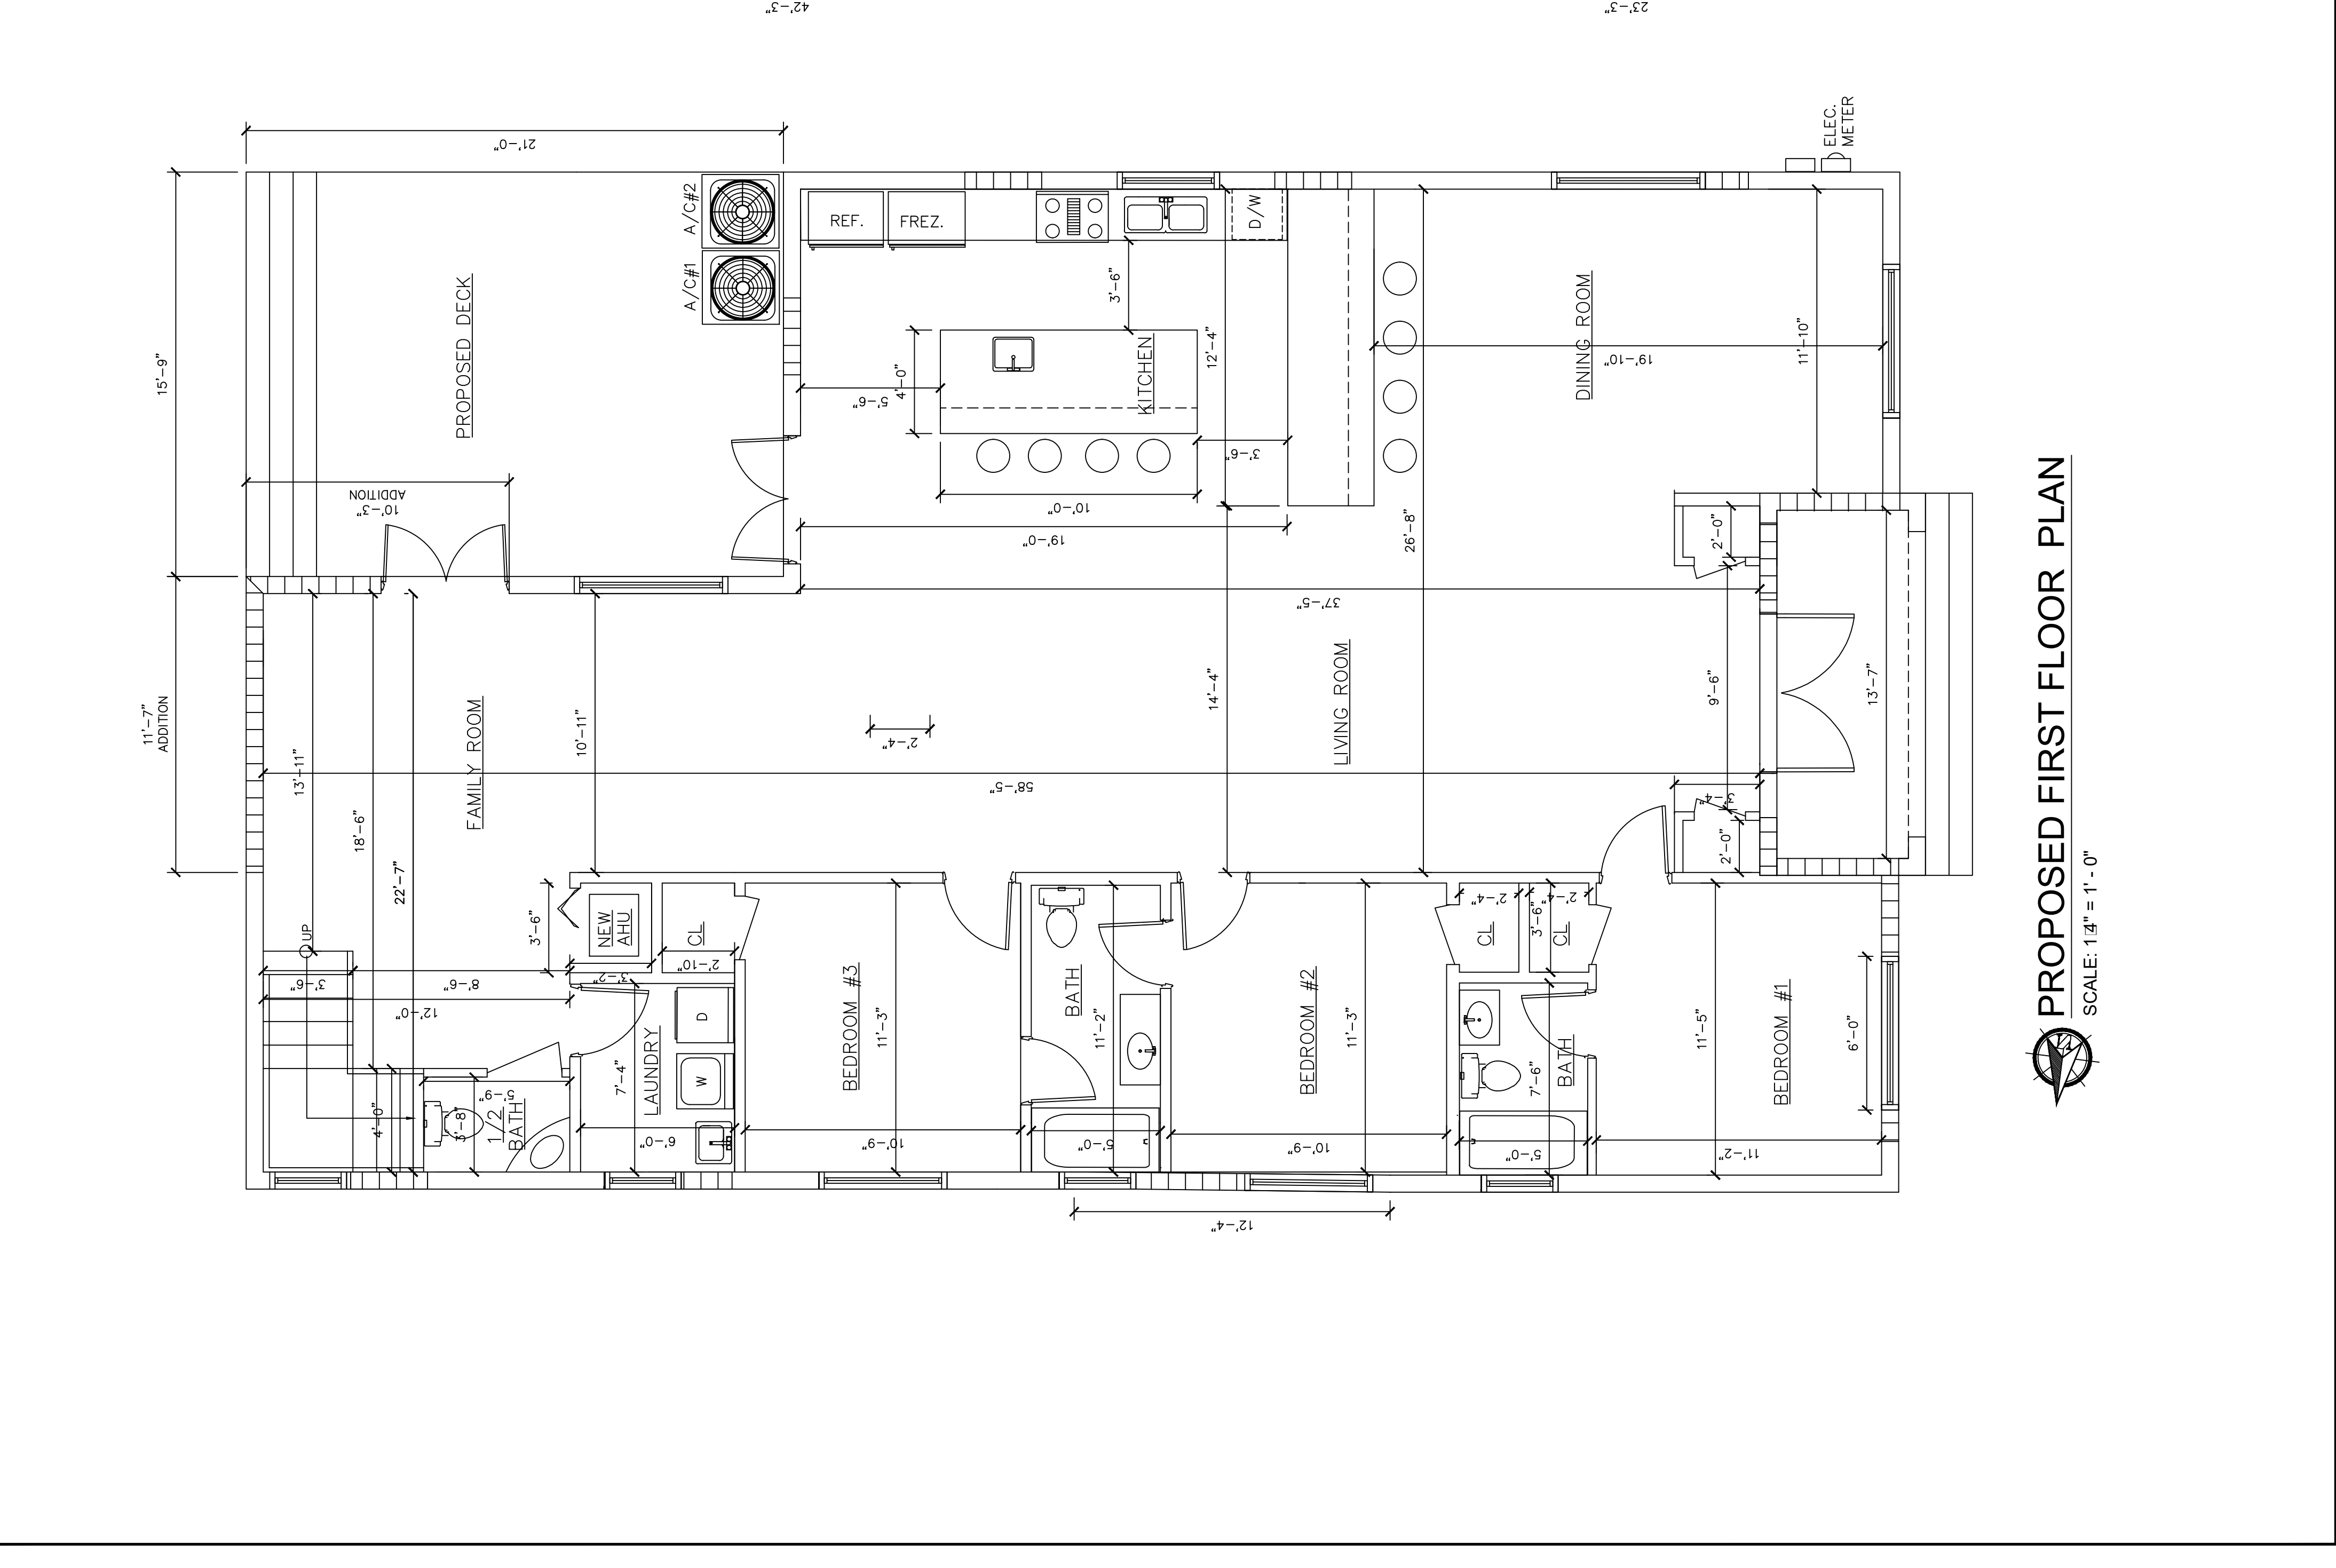 42'-3"
23'-3"
21'-0"
ELEC.
METER
A/C#2
A/C#1
REF.
FREZ.
D/W
15'-9"
PROPOSED DECK
3'-6"
12'-4"
KITCHEN
4'-0"
5'-6"
DINING ROOM
19'-10"
11'-10"
10'-3"
ADDITION
3'-6"
10'-0"
19'-0"
26'-8"
2'-0"
37'-5"
11'-7"
ADDITION
13'-11"
18'-6"
22'-7"
FAMILY ROOM
10'-11"
2'-4"
14'-4"
LIVING ROOM
58'-5"
9'-6"
13'-7"
3'-4"
2'-0"
UP
3'-6"
8'-6"
12'-0"
3'-6"
NEW
AHU
3'-2"
CL
2'-10"
BEDROOM #3
11'-3"
BATH
11'-2"
BEDROOM #2
11'-3"
CL
2'-4"
3'-6"
2'-4"
CL
BEDROOM #1
11'-5"
6'-0"
4'-0"
3'-8"
5'-9"
1/2
BATH
7'-4"
LAUNDRY
D
W
6'-0"
10'-9"
5'-0"
10'-9"
7'-6"
BATH
5'-0"
11'-2"
12'-4"
PROPOSED FIRST FLOOR PLAN
SCALE: 1/4" = 1' - 0"